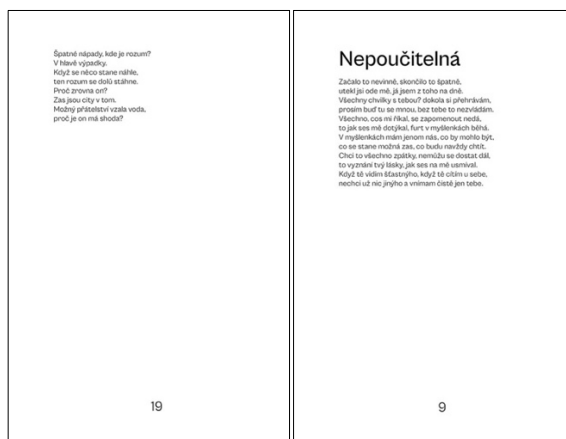 Špatné nápady, kde je rozum?
V hlavě výpadky.
Když se něco stane náhle,
ten rozum se dolů stáhne.
Proč zrovna on?
Zas jsou city v tom.
Možný přátelství vzala voda,
proč je on má shoda?
19
Nepoučitelná
Začalo to nevinně, skončilo to špatně,
utekl jsi ode mě, já jsem z toho na dně.
Všechny chvilky s tebou? dokola si přehrávám,
prosím buď tu se mnou, bez tebe to nezvládám.
Všechno, cos mi říkal, se zapomenout nedá,
to jak ses mě dotýkal, furt v myšlenkách běhá.
V myšlenkách mám jenom nás, co by mohlo být,
co se stane možná zas, co budu navždy chtít.
Chci to všechno zpátky, nemůžu se dostat dál,
to vyznání tvý lásky, jak ses na mě usmíval.
Když tě vidím šťastnýho, když tě cítím u sebe,
nechci už nic jinýho a vnímam čistě jen tebe.
9